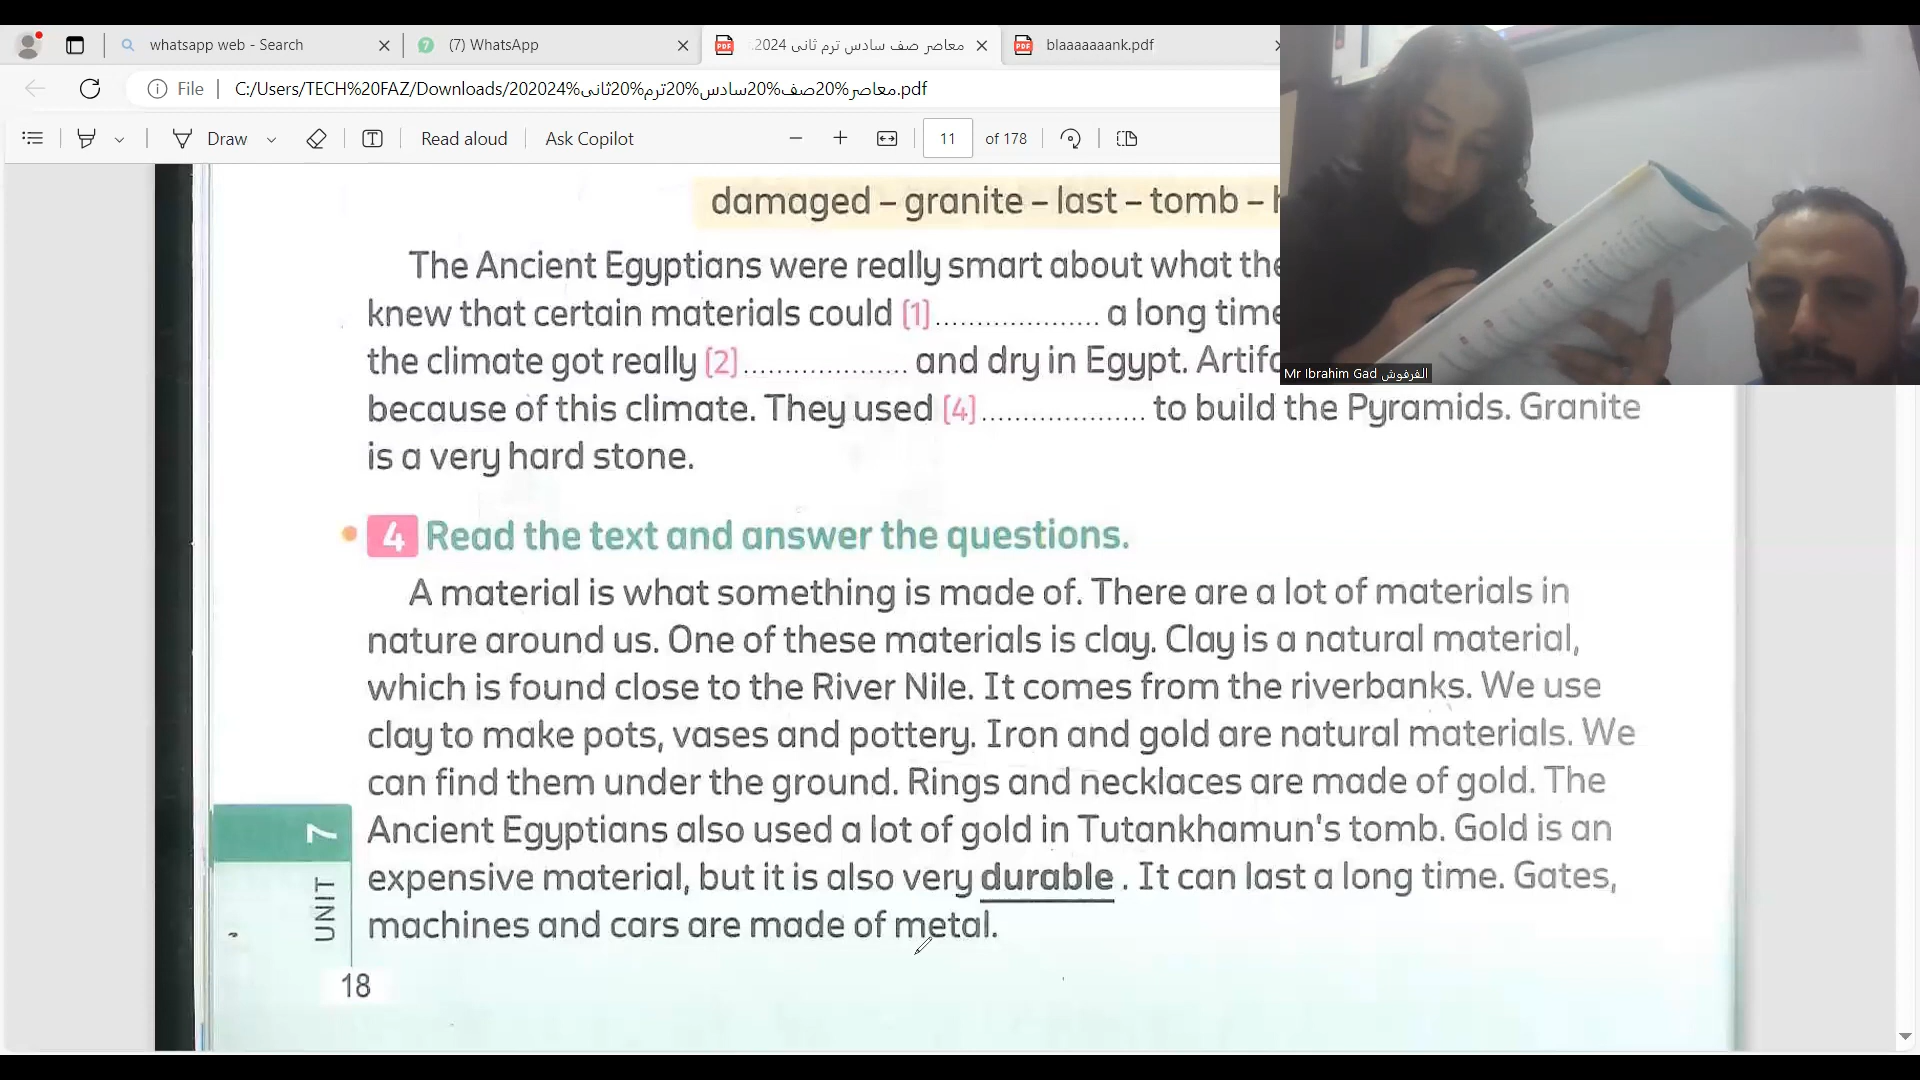 whatsapp web - Search
(7) WhatsApp
معاصر صف سادس ترم ثانى 2024
blaaaaaaank.pdf
File
C:/Users/TECH%20FAZ/Downloads/202024%معاصر%20صف%20سادس%20ترم%20ثانى.pdf
Draw
Read aloud
Ask Copilot
11
of 178
damaged – granite – last – tomb –
The Ancient Egyptians were really smart about what
knew that certain materials could [1] .................... a long time
the climate got really [2] .................... and dry in Egypt.
because of this climate. They used [4] .................... to build the Pyramids. Granite
is a very hard stone.
Mr Ibrahim Gad الفرفوش
4 Read the text and answer the questions.
A material is what something is made of. There are a lot of materials in
nature around us. One of these materials is clay. Clay is a natural material,
which is found close to the River Nile. It comes from the riverbanks. We use
clay to make pots, vases and pottery. Iron and gold are natural materials. We
can find them under the ground. Rings and necklaces are made of gold. The
Ancient Egyptians also used a lot of gold in Tutankhamun's tomb. Gold is an
expensive material, but it is also very durable . It can last a long time. Gates,
machines and cars are made of metal.
UNIT 7
18